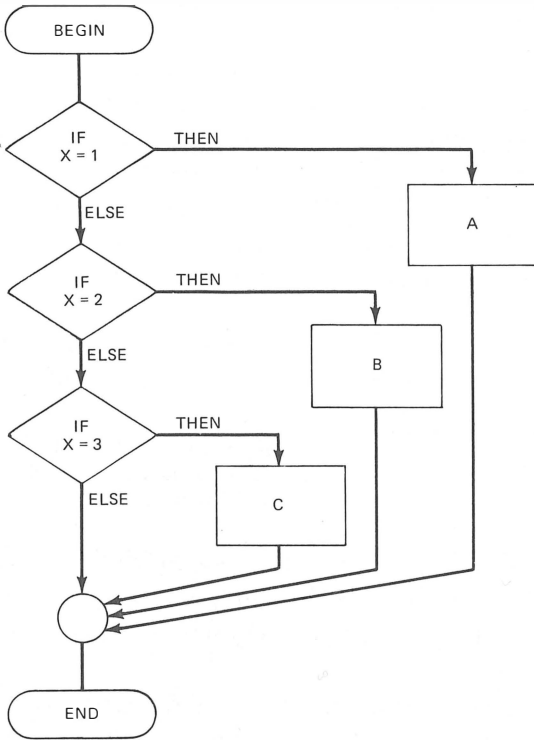 BEGIN
IF
X = 1
THEN
ELSE
A
IF
X = 2
THEN
ELSE
B
IF
X = 3
THEN
ELSE
C
END